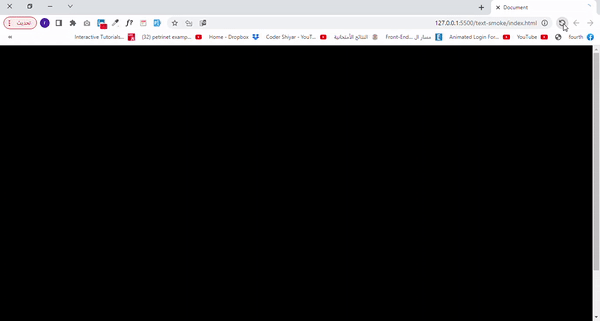 Document
127.0.0.1:5500/text-smoke/index.html
تحديث
fourth
YouTube
Animated Login For...
Front-End... مسار ال
النتائج الامتحانية
Coder Shiyar - YouT...
Home - Dropbox
(32) petrinet examp...
Interactive Tutorials...